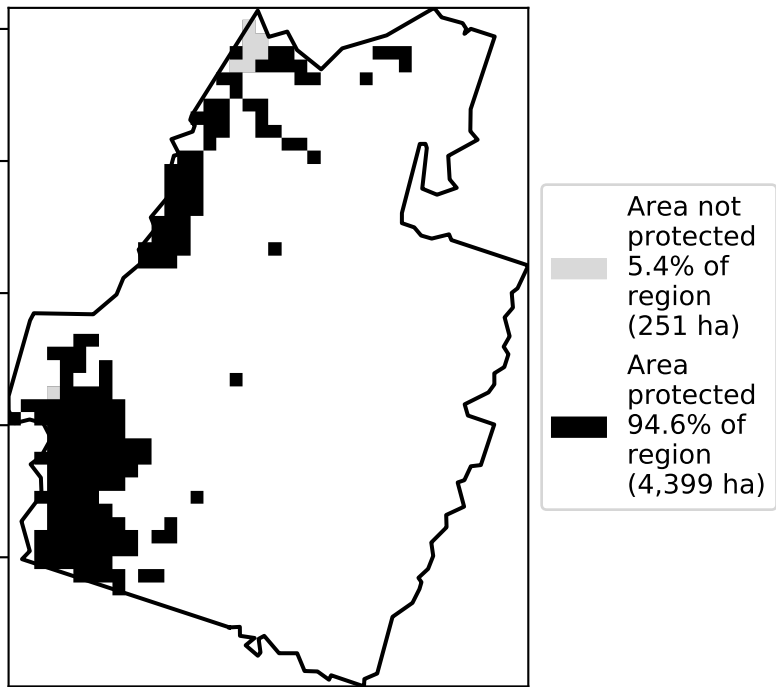 Area not
protected
5.4% of
region
(251 ha)
Area
protected
94.6% of
region
(4,399 ha)